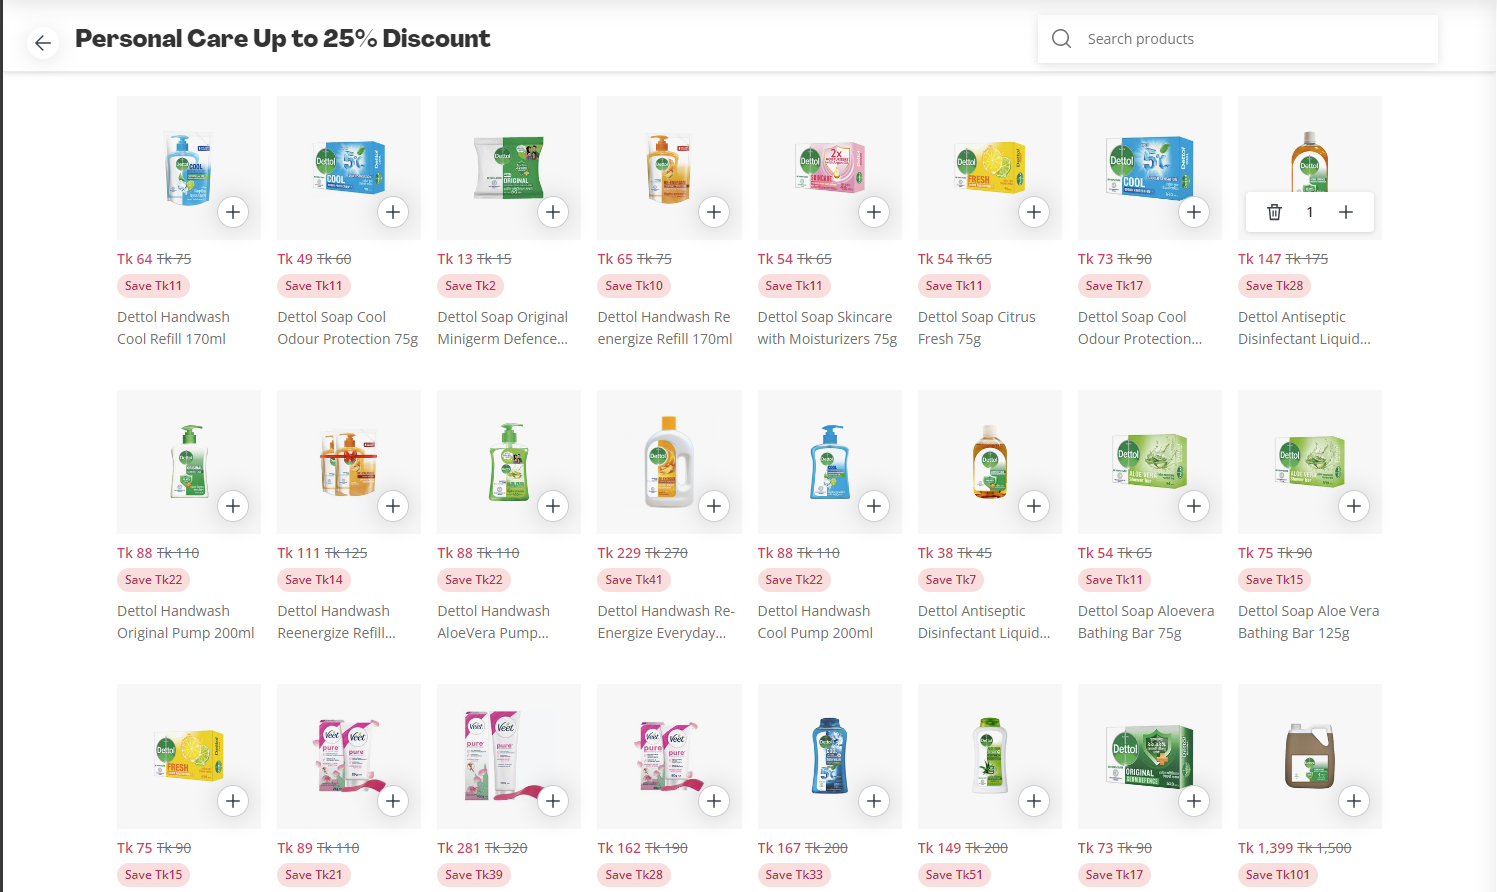 Personal Care Up to 25% Discount
Search products
1
Tk 64 Tk 75
Save Tk11
Dettol Handwash
Cool Refill 170ml
Tk 49 Tk 60
Save Tk11
Dettol Soap Cool
Odour Protection 75g
Tk 13 Tk 15
Save Tk2
Dettol Soap Original
Minigerm Defence...
Tk 65 Tk 75
Save Tk10
Dettol Handwash Re
energize Refill 170ml
Tk 54 Tk 65
Save Tk11
Dettol Soap Skincare
with Moisturizers 75g
Tk 54 Tk 65
Save Tk11
Dettol Soap Citrus
Fresh 75g
Tk 73 Tk 90
Save Tk17
Dettol Soap Cool
Odour Protection...
Tk 147 Tk 175
Save Tk28
Dettol Antiseptic
Disinfectant Liquid...
Tk 88 Tk 110
Save Tk22
Dettol Handwash
Original Pump 200ml
Tk 111 Tk 125
Save Tk14
Dettol Handwash
Reenergize Refill...
Tk 88 Tk 110
Save Tk22
Dettol Handwash
AloeVera Pump...
Tk 229 Tk 270
Save Tk41
Dettol Handwash Re-
Energize Everyday...
Tk 88 Tk 110
Save Tk22
Dettol Handwash
Cool Pump 200ml
Tk 38 Tk 45
Save Tk7
Dettol Antiseptic
Disinfectant Liquid...
Tk 54 Tk 65
Save Tk11
Dettol Soap Aloevera
Bathing Bar 75g
Tk 75 Tk 90
Save Tk15
Dettol Soap Aloe Vera
Bathing Bar 125g
Tk 75 Tk 90
Save Tk15
Tk 89 Tk 110
Save Tk21
Tk 281 Tk 320
Save Tk39
Tk 162 Tk 190
Save Tk28
Tk 167 Tk 200
Save Tk33
Tk 149 Tk 200
Save Tk51
Tk 73 Tk 90
Save Tk17
Tk 1,399 Tk 1,500
Save Tk101